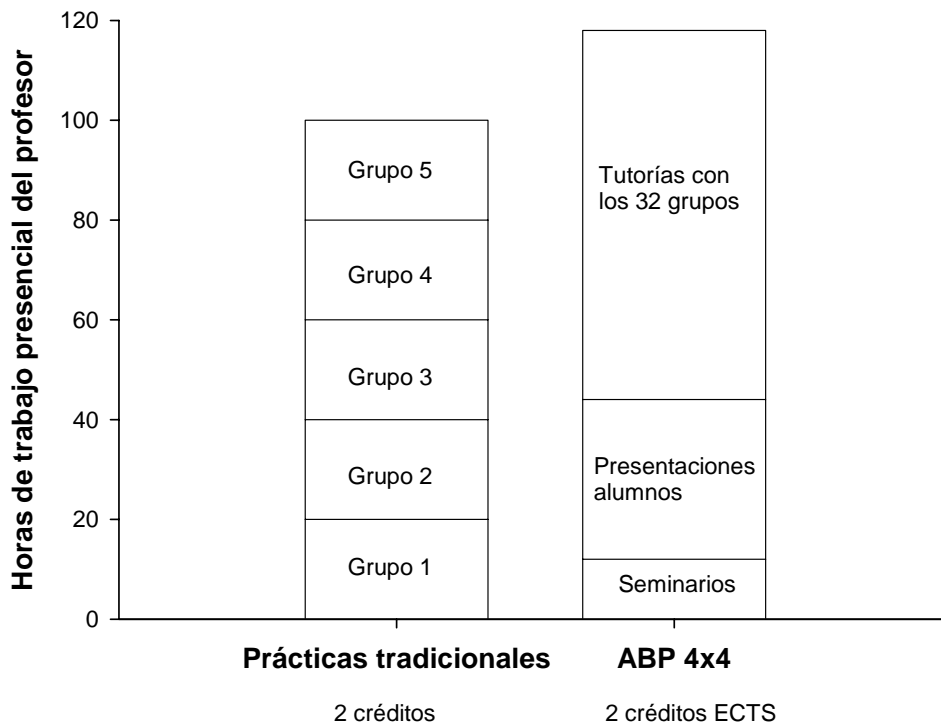 Horas de trabajo presencial del profesor
120
100
80
60
40
20
0
Grupo 5
Grupo 4
Grupo 3
Grupo 2
Grupo 1
Tutorías con
los 32 grupos
Presentaciones
alumnos
Seminarios
Prácticas tradicionales
ABP 4x4
2 créditos
2 créditos ECTS